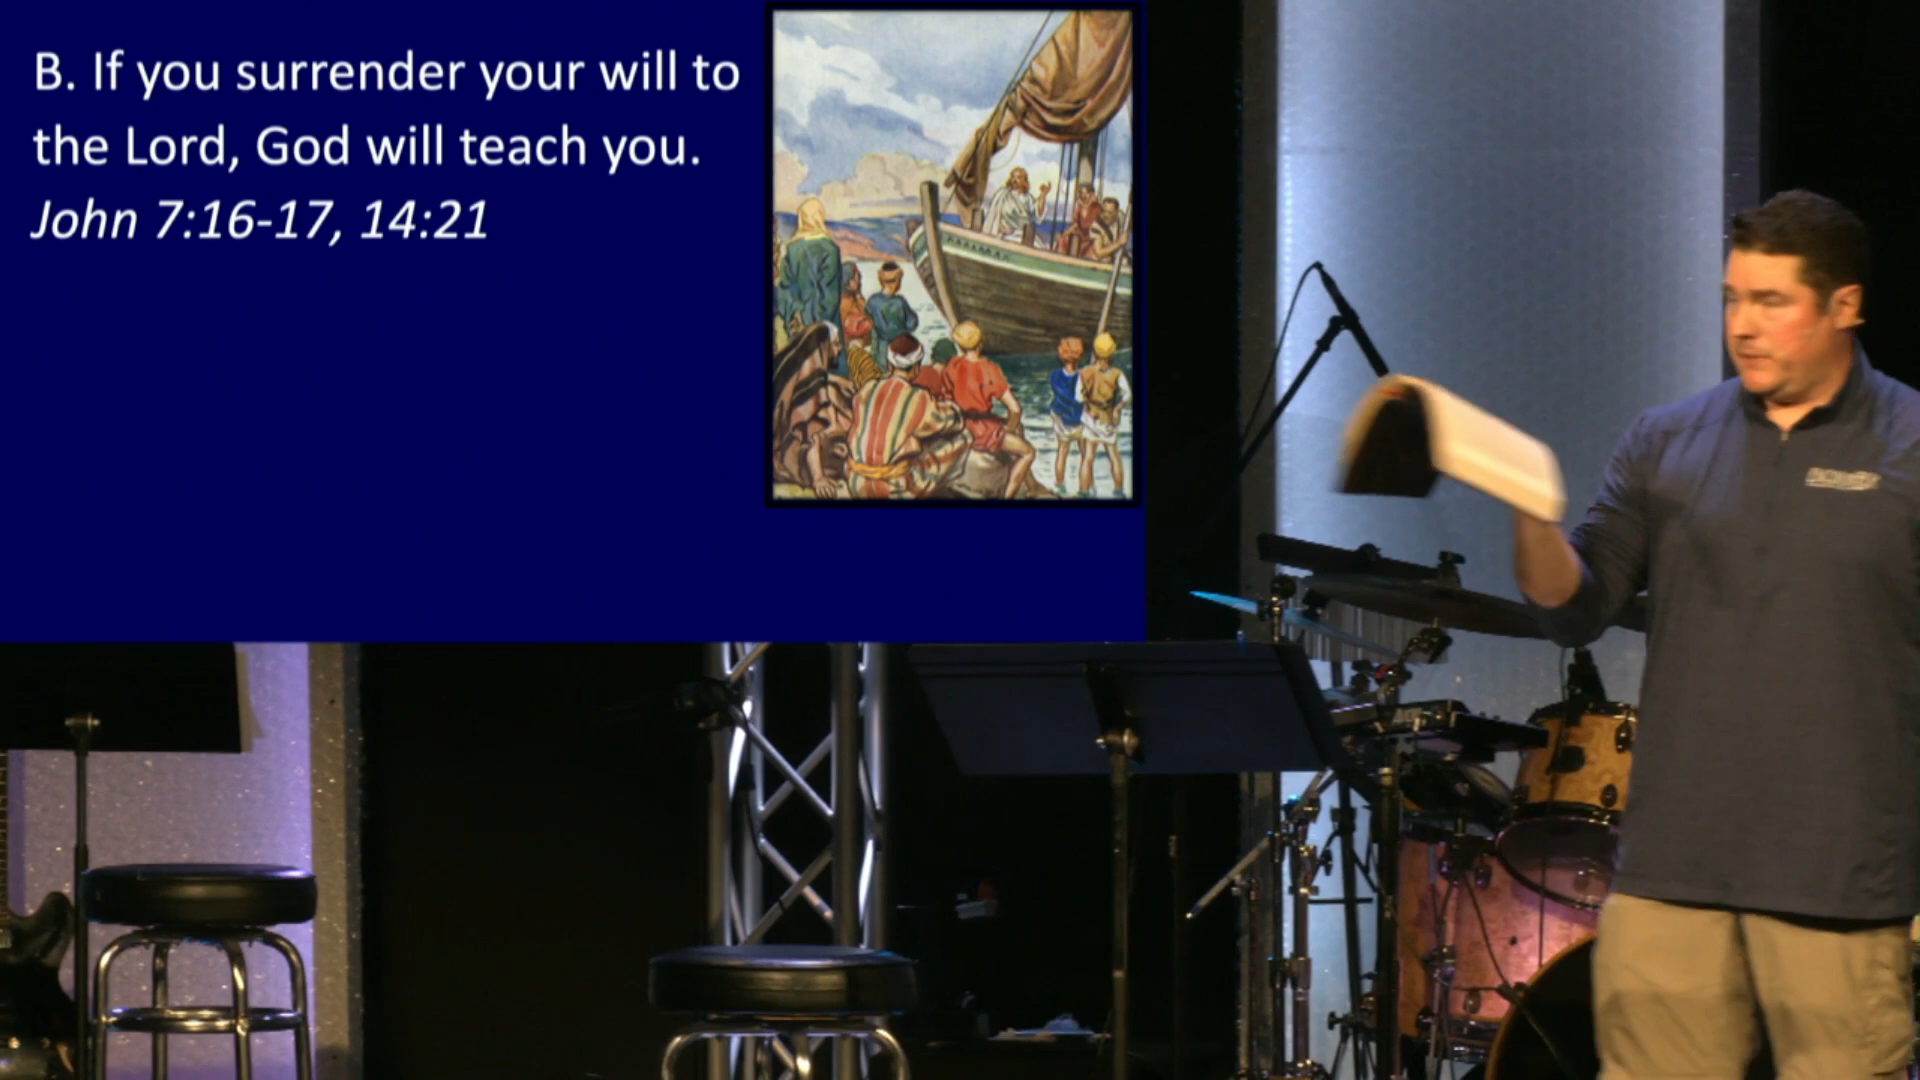 B. If you surrender your will to
the Lord, God will teach you.
John 7:16-17, 14:21